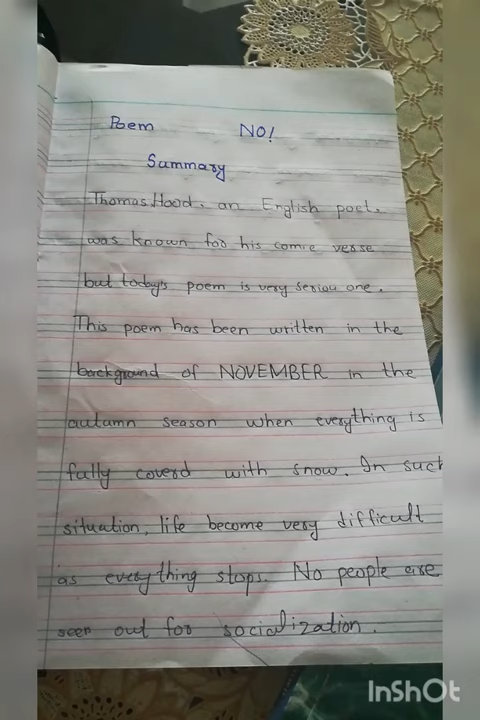 Poem NO!
Summary
Thomas Hood, an English poet,
was known for his comic verse
but today's poem is very seriou one.
This poem has been written in the
background of NOVEMBER in the
autumn season when everything is
fully coverd with snow. In such
situation, life become very difficult
as everything stops. No people are
seen out for socialization.
InShOt